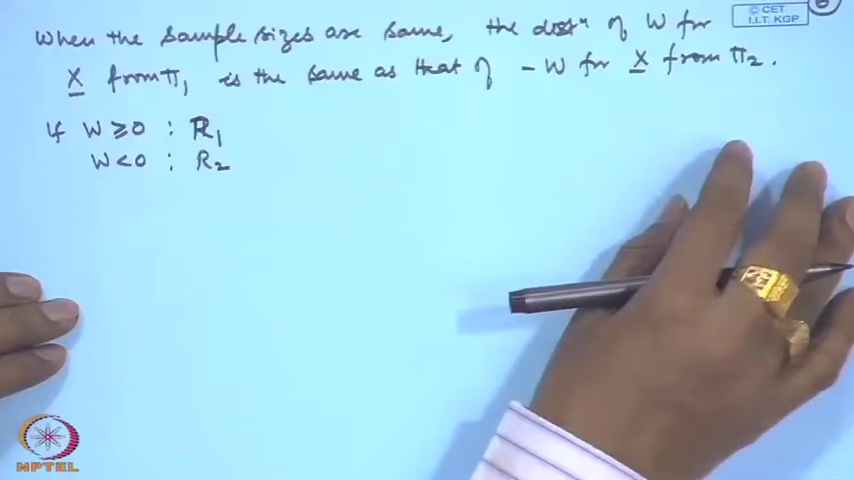 When the sample sizes are same, the distⁿ of W for
X from π₁ is the same as that of - W for X from π₂.
If W ≥ 0 : R₁
W < 0 : R₂
© CET
I.I.T. KGP
NPTEL